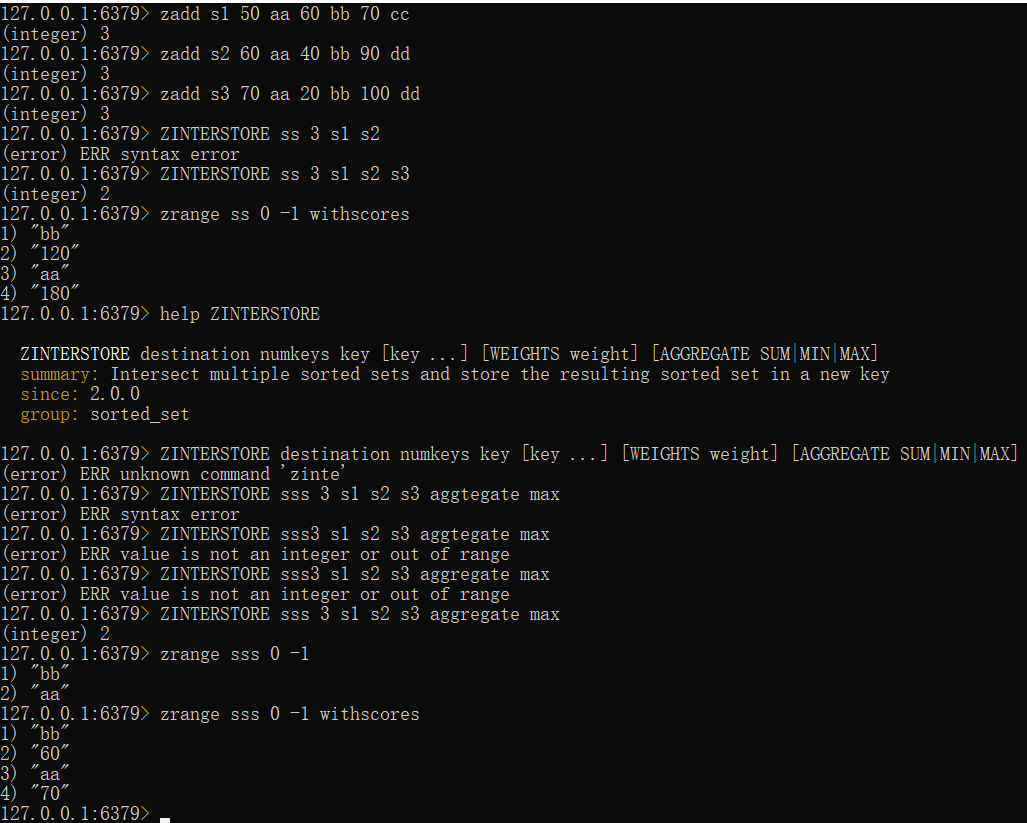 127.0.0.1:6379> zadd s1 50 aa 60 bb 70 cc
(integer) 3
127.0.0.1:6379> zadd s2 60 aa 40 bb 90 dd
(integer) 3
127.0.0.1:6379> zadd s3 70 aa 20 bb 100 dd
(integer) 3
127.0.0.1:6379> ZINTERSTORE ss 3 s1 s2
(error) ERR syntax error
127.0.0.1:6379> ZINTERSTORE ss 3 s1 s2 s3
(integer) 2
127.0.0.1:6379> zrange ss 0 -1 withscores
1) "bb"
2) "120"
3) "aa"
4) "180"
127.0.0.1:6379> help ZINTERSTORE
ZINTERSTORE destination numkeys key [key ...] [WEIGHTS weight] [AGGREGATE SUM|MIN|MAX]
summary: Intersect multiple sorted sets and store the resulting sorted set in a new key
since: 2.0.0
group: sorted_set
127.0.0.1:6379> ZINTERSTORE destination numkeys key [key ...] [WEIGHTS weight] [AGGREGATE SUM|MIN|MAX]
(error) ERR unknown command 'zinte'
127.0.0.1:6379> ZINTERSTORE sss 3 s1 s2 s3 aggtegate max
(error) ERR syntax error
127.0.0.1:6379> ZINTERSTORE sss3 s1 s2 s3 aggtegate max
(error) ERR value is not an integer or out of range
127.0.0.1:6379> ZINTERSTORE sss3 s1 s2 s3 aggregate max
(error) ERR value is not an integer or out of range
127.0.0.1:6379> ZINTERSTORE sss 3 s1 s2 s3 aggregate max
(integer) 2
127.0.0.1:6379> zrange sss 0 -1
1) "bb"
2) "aa"
127.0.0.1:6379> zrange sss 0 -1 withscores
1) "bb"
2) "60"
3) "aa"
4) "70"
127.0.0.1:6379>